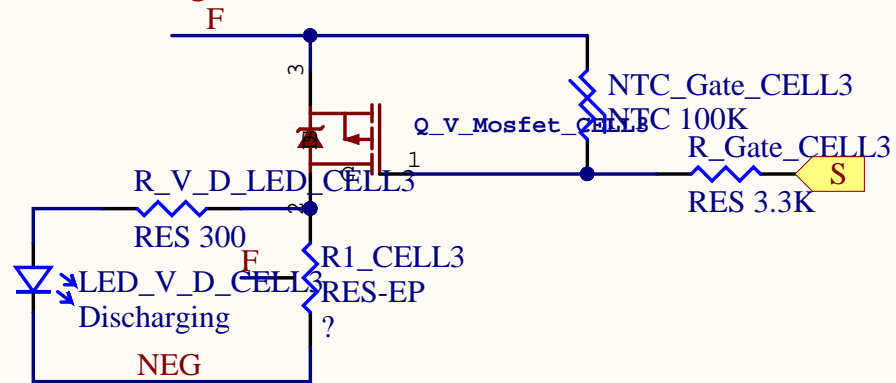 F
3
NTC_Gate_CELL3
NTC 100K
Q_V_Mosfet_CELL3
1
R_Gate_CELL3
S
RES 3.3K
G
R_V_D_LED_CELL3
2
RES 300
F
R1_CELL3
RES-EP
?
LED_V_D_CELL3
Discharging
NEG